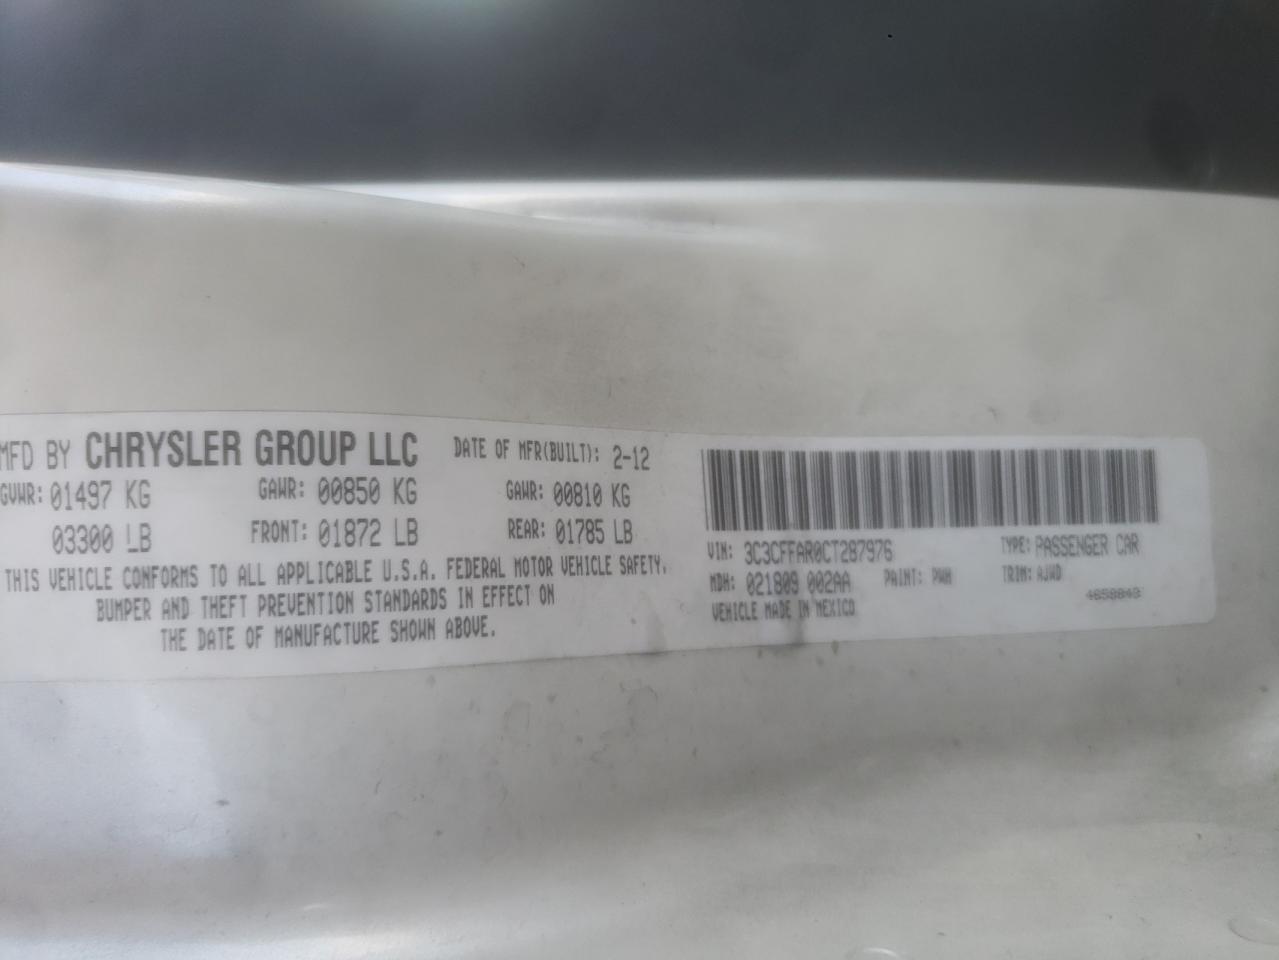 MFD BY CHRYSLER GROUP LLC DATE OF MFR(BUILT): 2-12
GVWR: 01497 KG GAWR: 00850 KG GAWR: 00810 KG
03300 LB FRONT: 01872 LB REAR: 01785 LB
THIS VEHICLE CONFORMS TO ALL APPLICABLE U.S.A. FEDERAL MOTOR VEHICLE SAFETY,
BUMPER AND THEFT PREVENTION STANDARDS IN EFFECT ON
THE DATE OF MANUFACTURE SHOWN ABOVE.
VIN: 3C3CFFAR0CT287976 TYPE: PASSENGER CAR
MDH: 021809 002AA PAINT: PWH TRIM: AJWD
VEHICLE MADE IN MEXICO 4658843